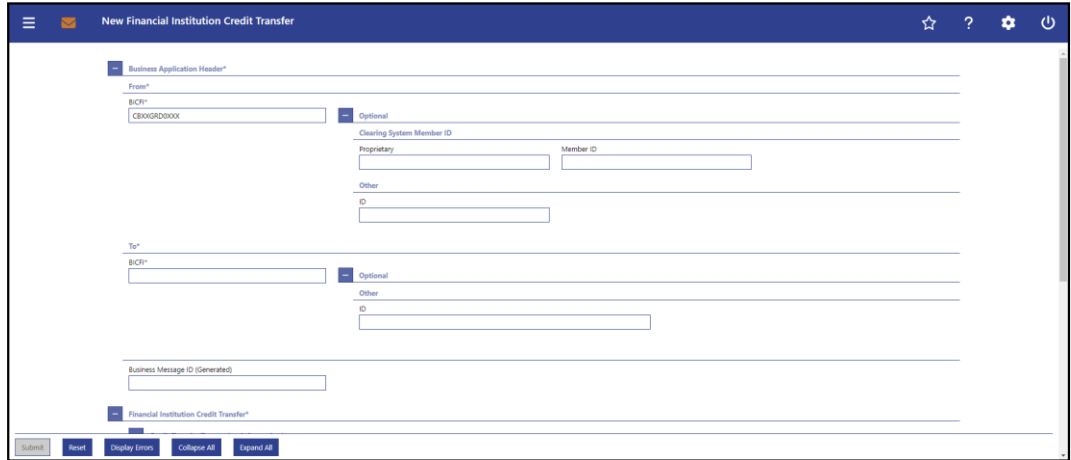 New Financial Institution Credit Transfer
Business Application Header*
From*
BICFI*
CBXXGRD0XXX
Optional
Clearing System Member ID
Proprietary Member ID
Other
ID
To*
BICFI*
Optional
Other
ID
Business Message ID (Generated)
Financial Institution Credit Transfer*
Submit Reset Display Errors Collapse All Expand All